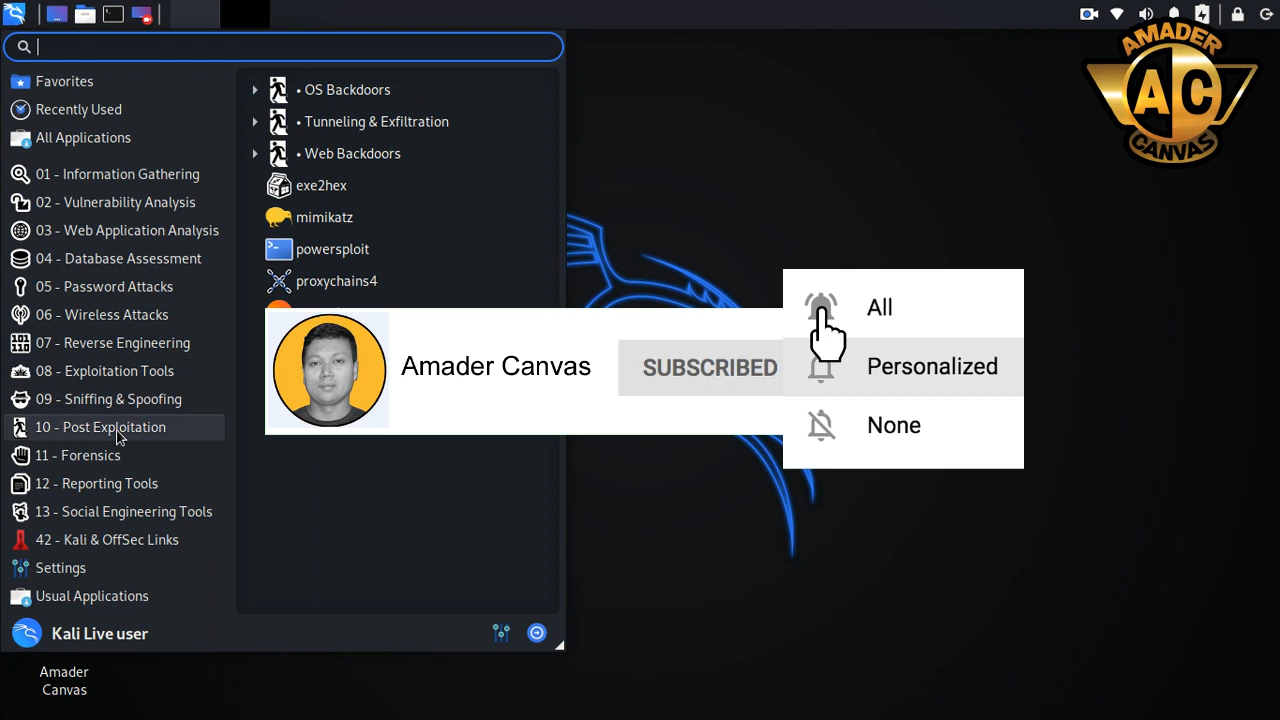 Favorites
Recently Used
All Applications
01 - Information Gathering
02 - Vulnerability Analysis
03 - Web Application Analysis
04 - Database Assessment
05 - Password Attacks
06 - Wireless Attacks
07 - Reverse Engineering
08 - Exploitation Tools
09 - Sniffing & Spoofing
10 - Post Exploitation
11 - Forensics
12 - Reporting Tools
13 - Social Engineering Tools
42 - Kali & OffSec Links
Settings
Usual Applications
Kali Live user
• OS Backdoors
• Tunneling & Exfiltration
• Web Backdoors
exe2hex
mimikatz
powersploit
proxychains4
Amader Canvas
SUBSCRIBED
All
Personalized
None
AMADER
AC
CANVAS
Amader
Canvas